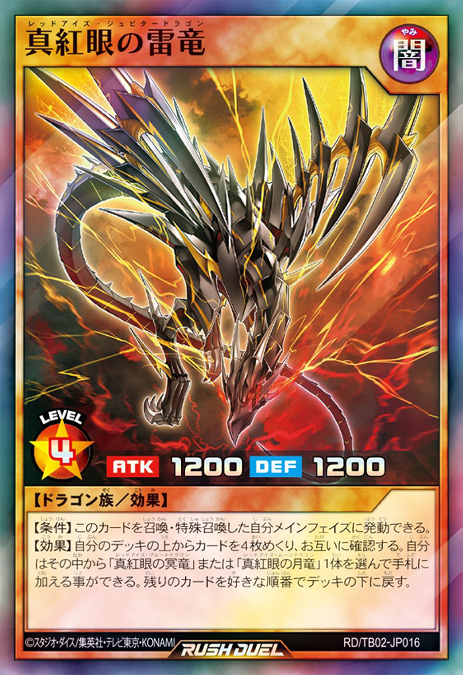 レッドアイズ・ジュピタードラゴン
真紅眼の雷竜
やみ
闇
LEVEL
4
ATK 1200 DEF 1200
【ドラゴン族／効果】
【条件】このカードを召喚・特殊召喚した自分メインフェイズに発動できる。
【効果】自分のデッキの上からカードを4枚めくり、お互いに確認する。自分
はその中から「真紅眼の冥竜」または「真紅眼の月竜」1体を選んで手札に
加える事ができる。残りのカードを好きな順番でデッキの下に戻す。
©スタジオ・ダイス/集英社・テレビ東京・KONAMI
RUSH DUEL
RD/TB02-JP016